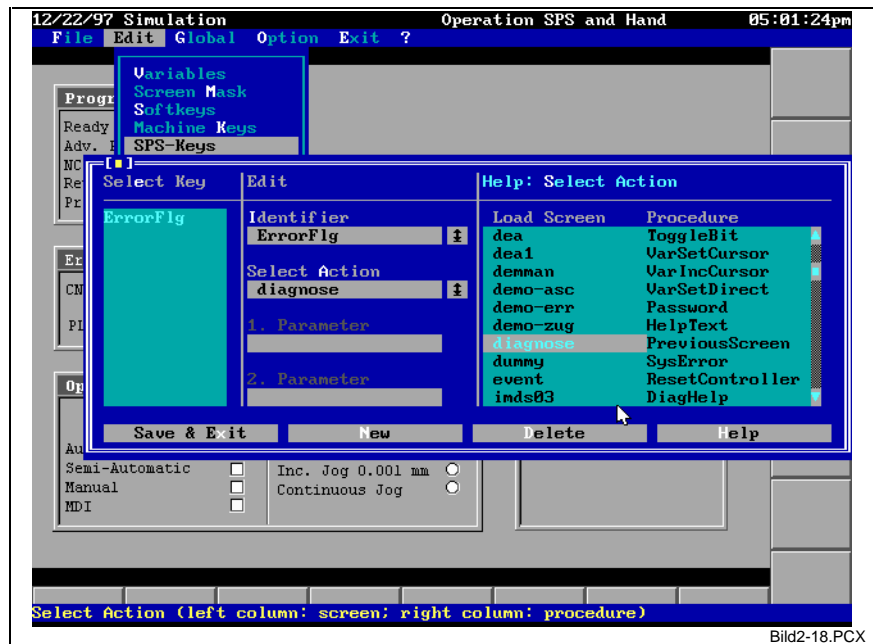 12/22/97 Simulation Operation SPS and Hand 05:01:24pm
File Edit Global Option Exit ?
Variables
Screen Mask
Softkeys
Machine Keys
SPS-Keys
Progr
Ready
Adv.
NC
Re
Pr
Er
CN
PL
Op
Au
[■]
Select Key Edit Help: Select Action
ErrorFlg Identifier Load Screen Procedure
ErrorFlg dea ToggleBit
dea1 VarSetCursor
Select Action demman VarIncCursor
diagnose demo-asc VarSetDirect
demo-err Password
1. Parameter demo-zug HelpText
diagnose PreviousScreen
dummy SysError
2. Parameter event ResetController
imds03 DiagHelp
Save & Exit New Delete Help
Semi-Automatic Inc. Jog 0.001 mm
Manual Continuous Jog
MDI
Select Action (left column: screen; right column: procedure)
Bild2-18.PCX